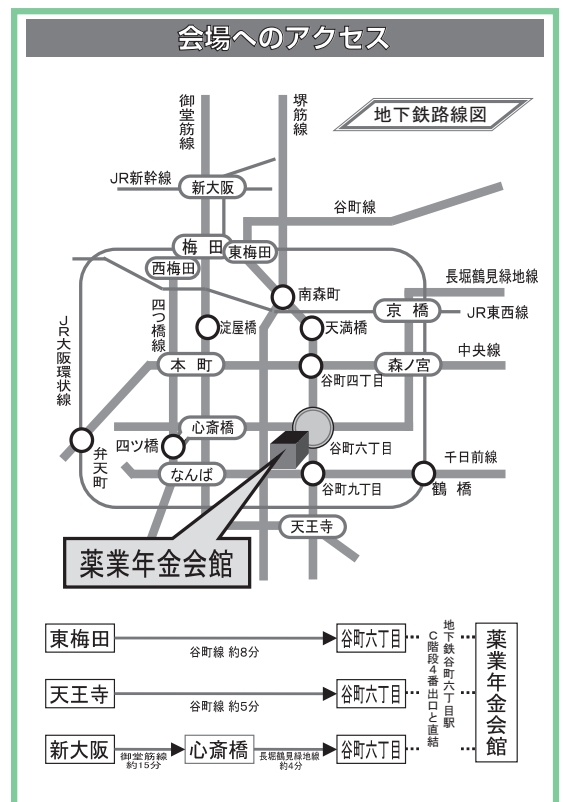 会場へのアクセス
地下鉄路線図
御堂筋線
堺筋線
JR新幹線
新大阪
谷町線
梅田
東梅田
西梅田
長堀鶴見緑地線
南森町
京橋
JR東西線
四つ橋線
淀屋橋
天満橋
JR大阪環状線
中央線
本町
森ノ宮
谷町四丁目
心斎橋
四ツ橋
谷町六丁目
弁天町
千日前線
なんば
谷町九丁目
鶴橋
天王寺
薬業年金会館
東梅田
谷町線 約8分
谷町六丁目
天王寺
谷町線 約5分
谷町六丁目
新大阪
御堂筋線
約15分
心斎橋
長堀鶴見緑地線
約4分
谷町六丁目
地下鉄谷町六丁目駅
C階段4番出口と直結
薬業年金会館